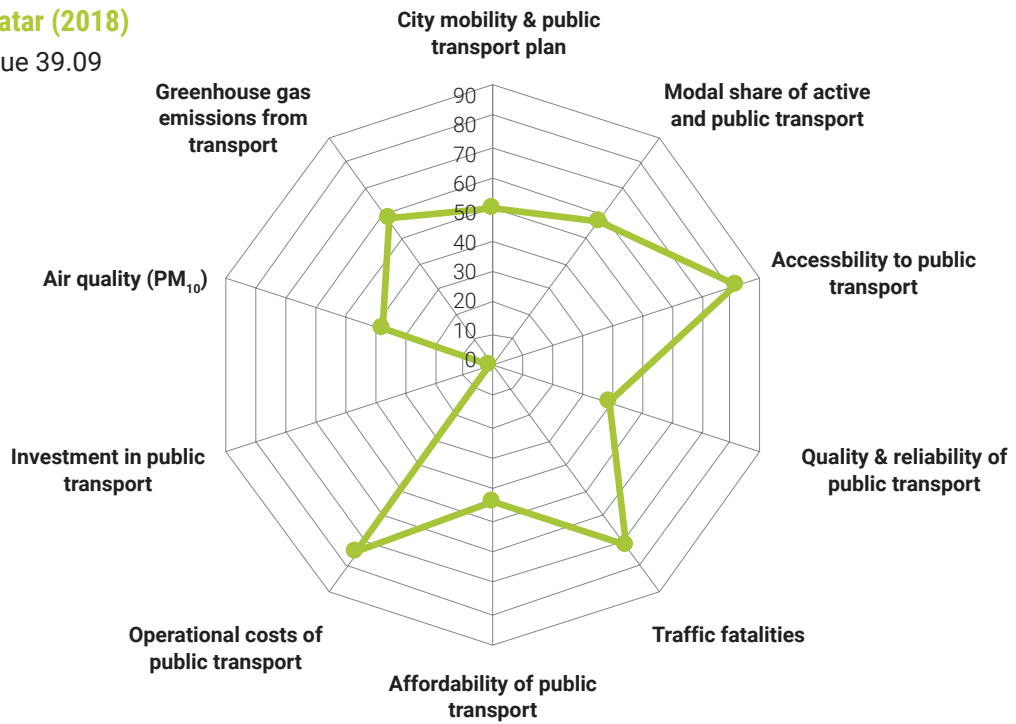 atar (2018)
ue 39.09
City mobility & public
transport plan
Greenhouse gas
emissions from
transport
Modal share of active
and public transport
90
80
70
60
50
40
30
20
10
0
Air quality (PM₁₀)
Accessbility to public
transport
Investment in public
transport
Quality & reliability of
public transport
Operational costs of
public transport
Traffic fatalities
Affordability of public
transport